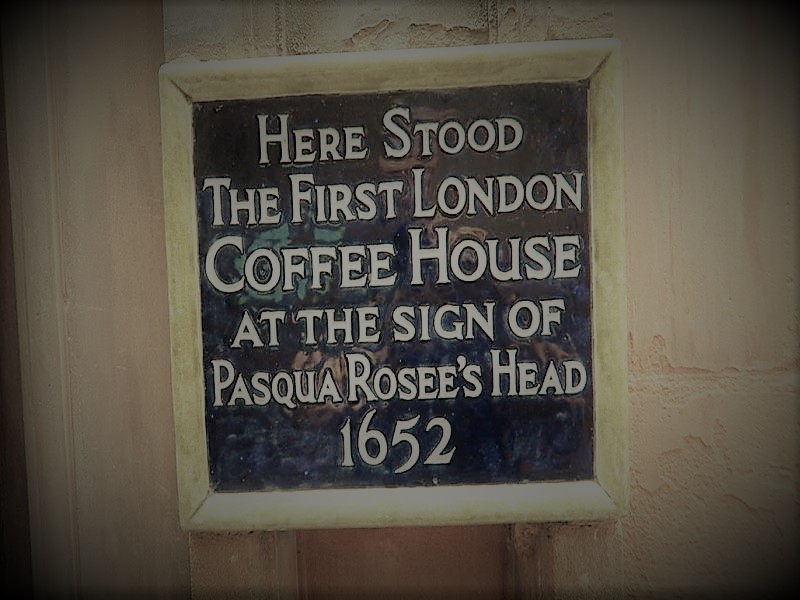 HERE STOOD
THE FIRST LONDON
COFFEE HOUSE
AT THE SIGN OF
PASQUA ROSEE'S HEAD
1652